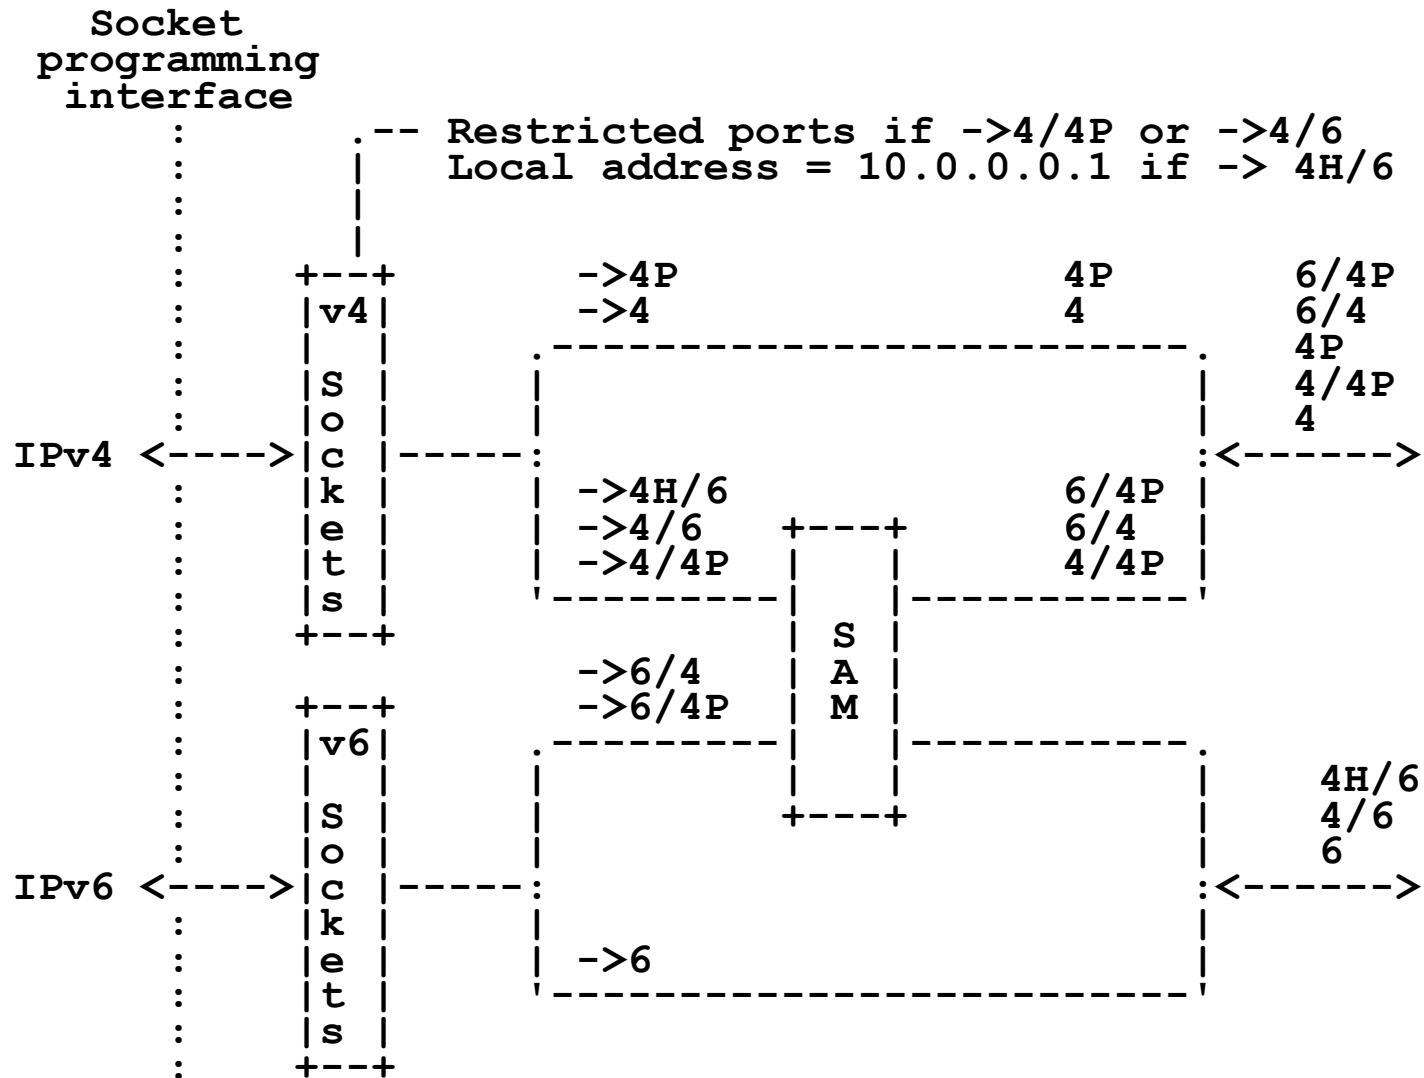 Socket
programming
interface
.-- Restricted ports if ->4/4P or ->4/6
Local address = 10.0.0.0.1 if -> 4H/6
->4P 4P 6/4P
v4 ->4 4 6/4
4P
S 4/4P
o 4
IPv4 <---->|c |-----: :<------>
k ->4H/6 6/4P
e ->4/6 +----+ 6/4
t ->4/4P 4/4P
s
S
->6/4 A
->6/4P M
v6
4H/6
S 4/6
o 6
IPv6 <---->|c |-----: :<------>
k
e ->6
t
s